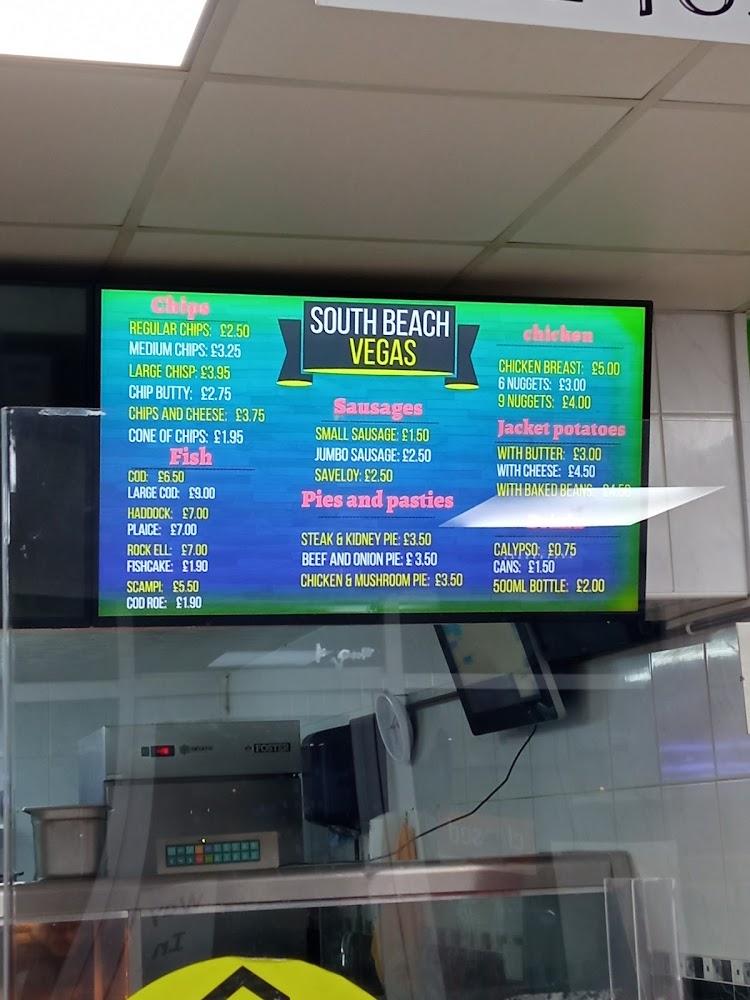 SOUTH BEACH
VEGAS
Chips
REGULAR CHIPS: £2.50
MEDIUM CHIPS: £3.25
LARGE CHISP: £3.95
CHIP BUTTY: £2.75
CHIPS AND CHEESE: £3.75
CONE OF CHIPS: £1.95
Fish
COD: £6.50
LARGE COD: £9.00
HADDOCK: £7.00
PLAICE: £7.00
ROCK ELL: £7.00
FISHCAKE: £1.90
SCAMPI: £5.50
COD ROE: £1.90
Sausages
SMALL SAUSAGE: £1.50
JUMBO SAUSAGE: £2.50
SAVELOY: £2.50
Pies and pasties
STEAK & KIDNEY PIE: £3.50
BEEF AND ONION PIE: £ 3.50
CHICKEN & MUSHROOM PIE: £3.50
chicken
CHICKEN BREAST: £5.00
6 NUGGETS: £3.00
9 NUGGETS: £4.00
Jacket potatoes
WITH BUTTER: £3.00
WITH CHEESE: £4.50
WITH BAKED BEANS: £4.50
CALYPSO: £0.75
CANS: £1.50
500ML BOTTLE: £2.00
FOSTER
Way
In